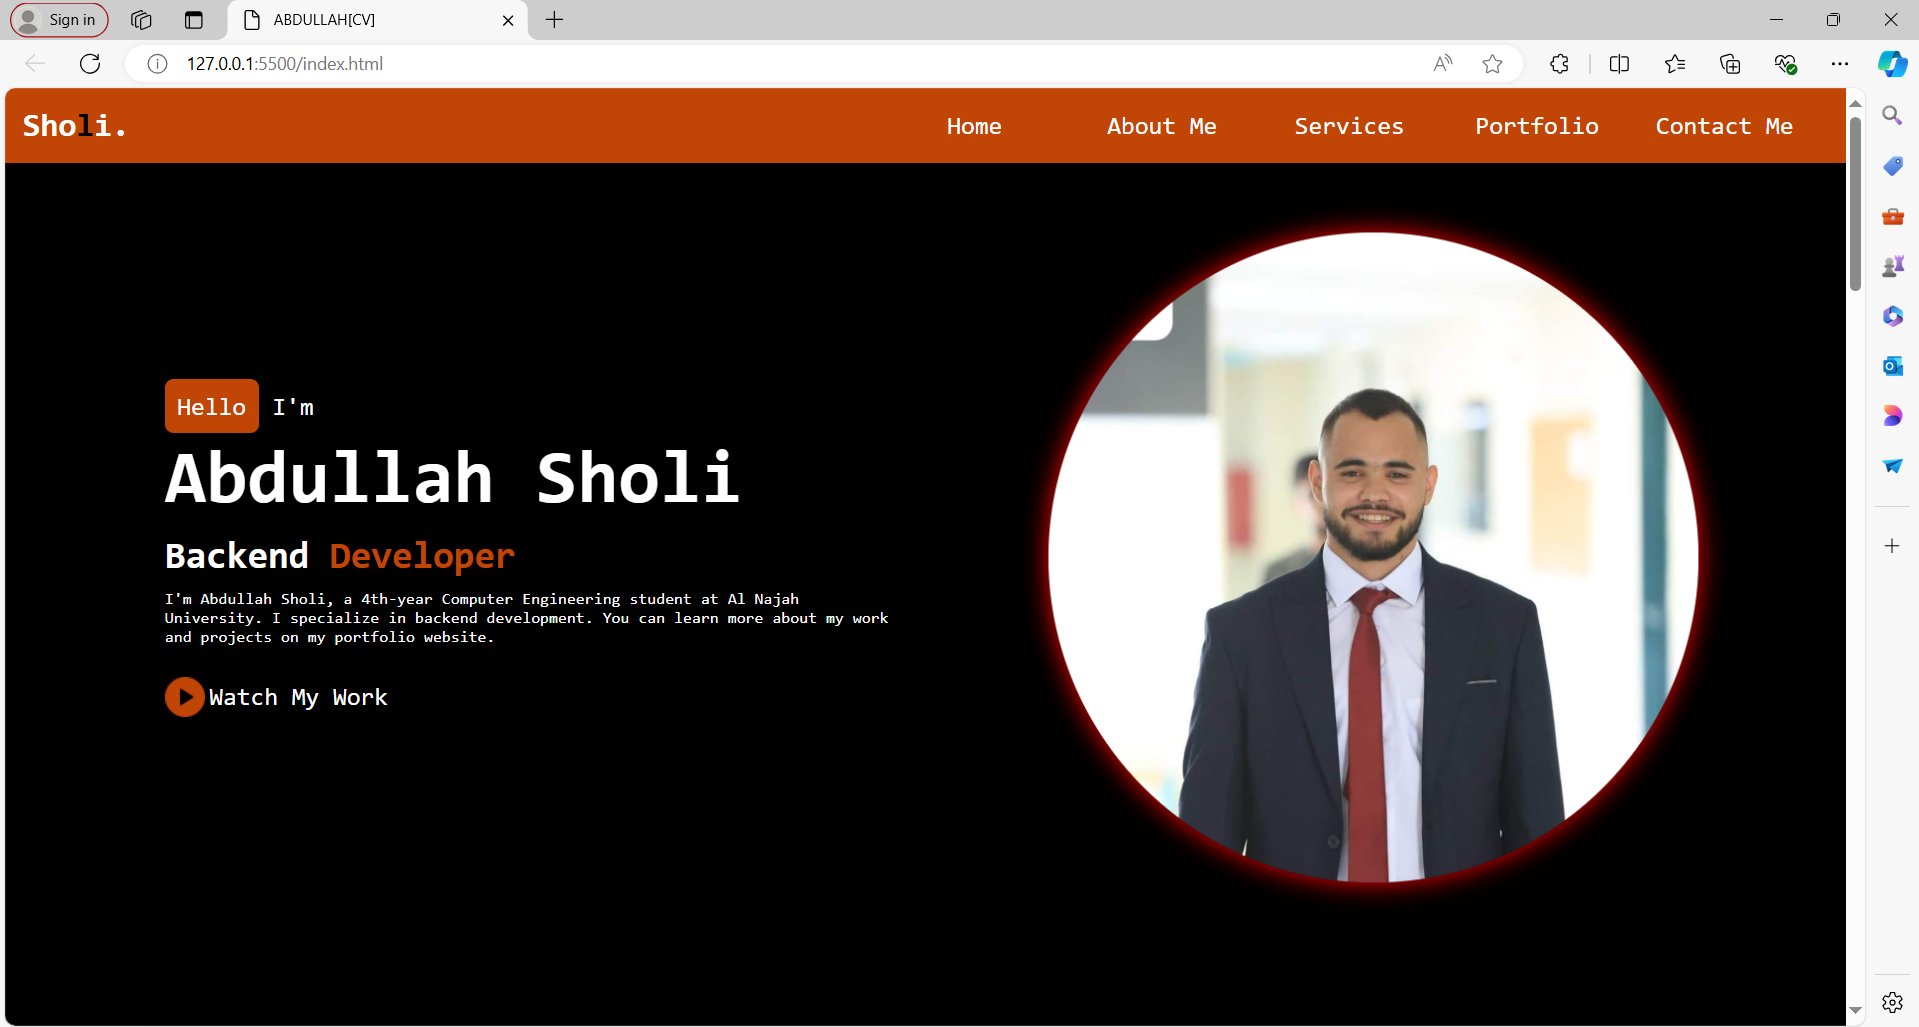 Sign in
ABDULLAH[CV]
127.0.0.1:5500/index.html
Sholi.
Home About Me Services Portfolio Contact Me
Hello I'm
Abdullah Sholi
Backend Developer
I'm Abdullah Sholi, a 4th-year Computer Engineering student at Al Najah
University. I specialize in backend development. You can learn more about my work
and projects on my portfolio website.
Watch My Work